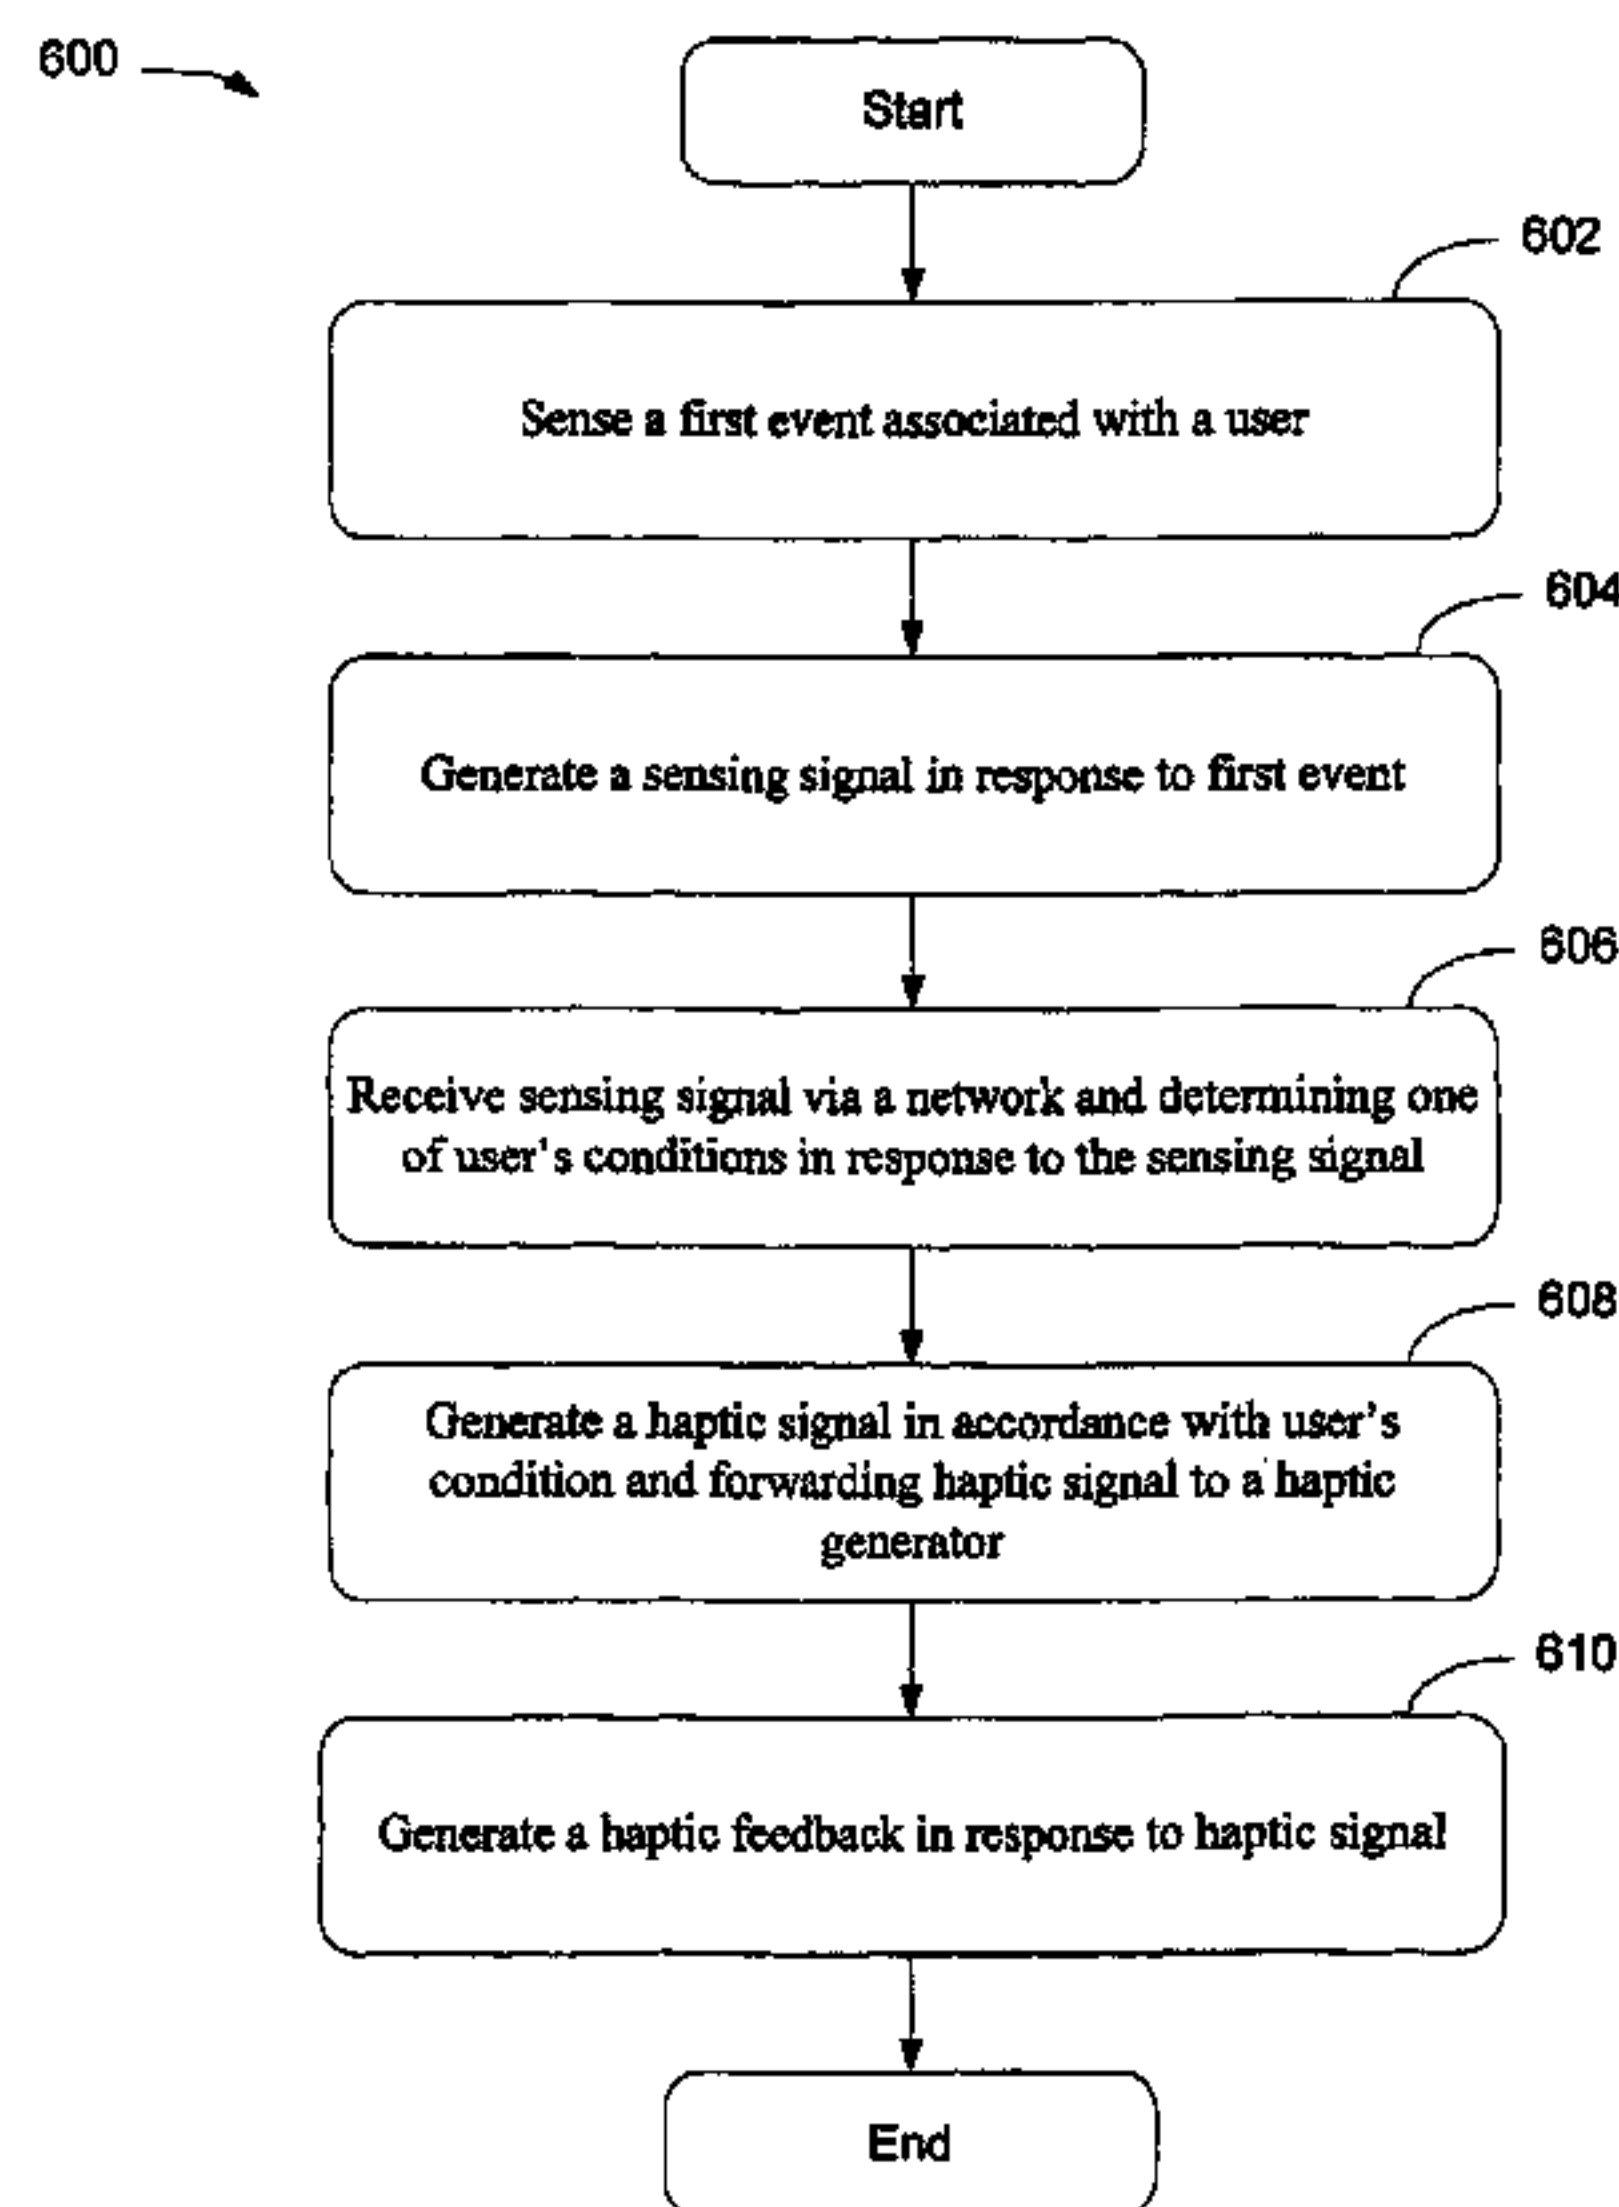 600
Start
602
Sense a first event associated with a user
604
Generate a sensing signal in response to first event
606
Receive sensing signal via a network and determining one
of user's conditions in response to the sensing signal
608
Generate a haptic signal in accordance with user's
condition and forwarding haptic signal to a haptic
generator
610
Generate a haptic feedback in response to haptic signal
End